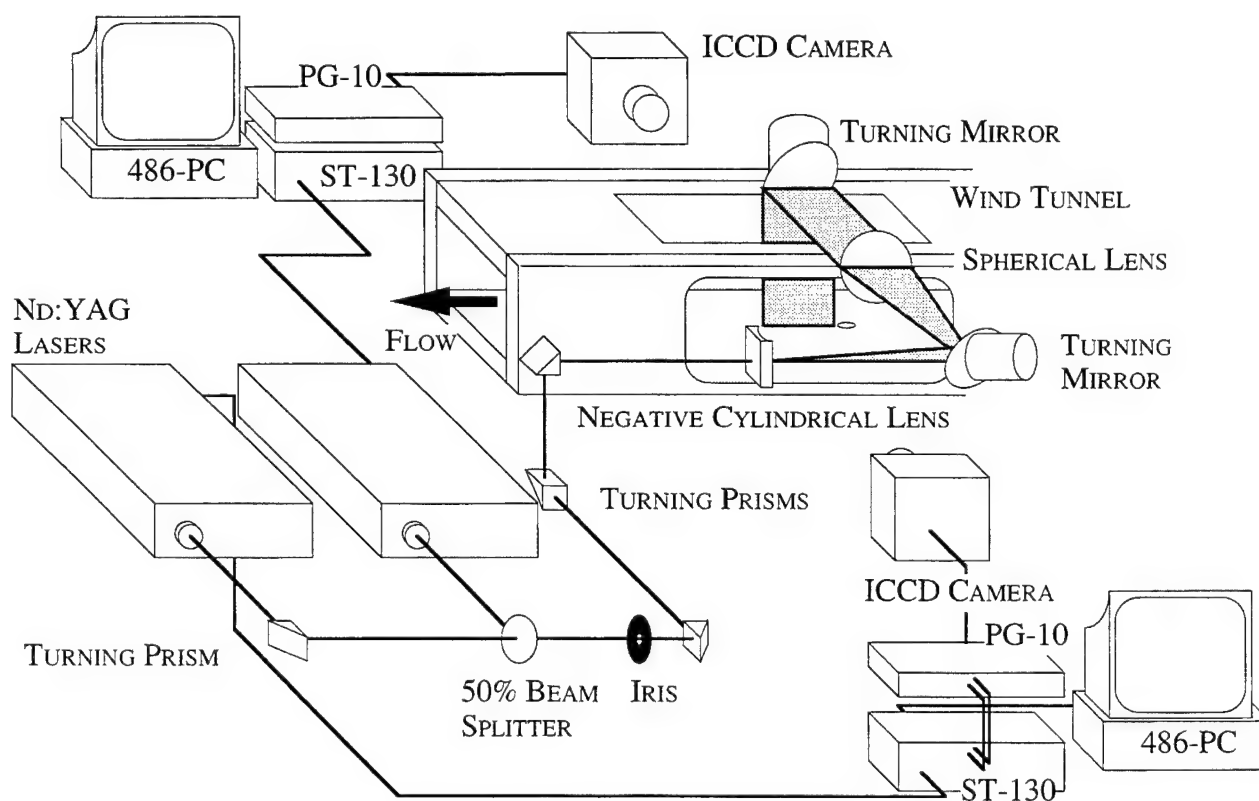 ICCD CAMERA
PG-10
TURNING MIRROR
486-PC
ST-130
WIND TUNNEL
SPHERICAL LENS
ND:YAG
LASERS
FLOW
TURNING
MIRROR
NEGATIVE CYLINDRICAL LENS
TURNING PRISMS
ICCD CAMERA
PG-10
TURNING PRISM
50% BEAM
SPLITTER
IRIS
486-PC
ST-130